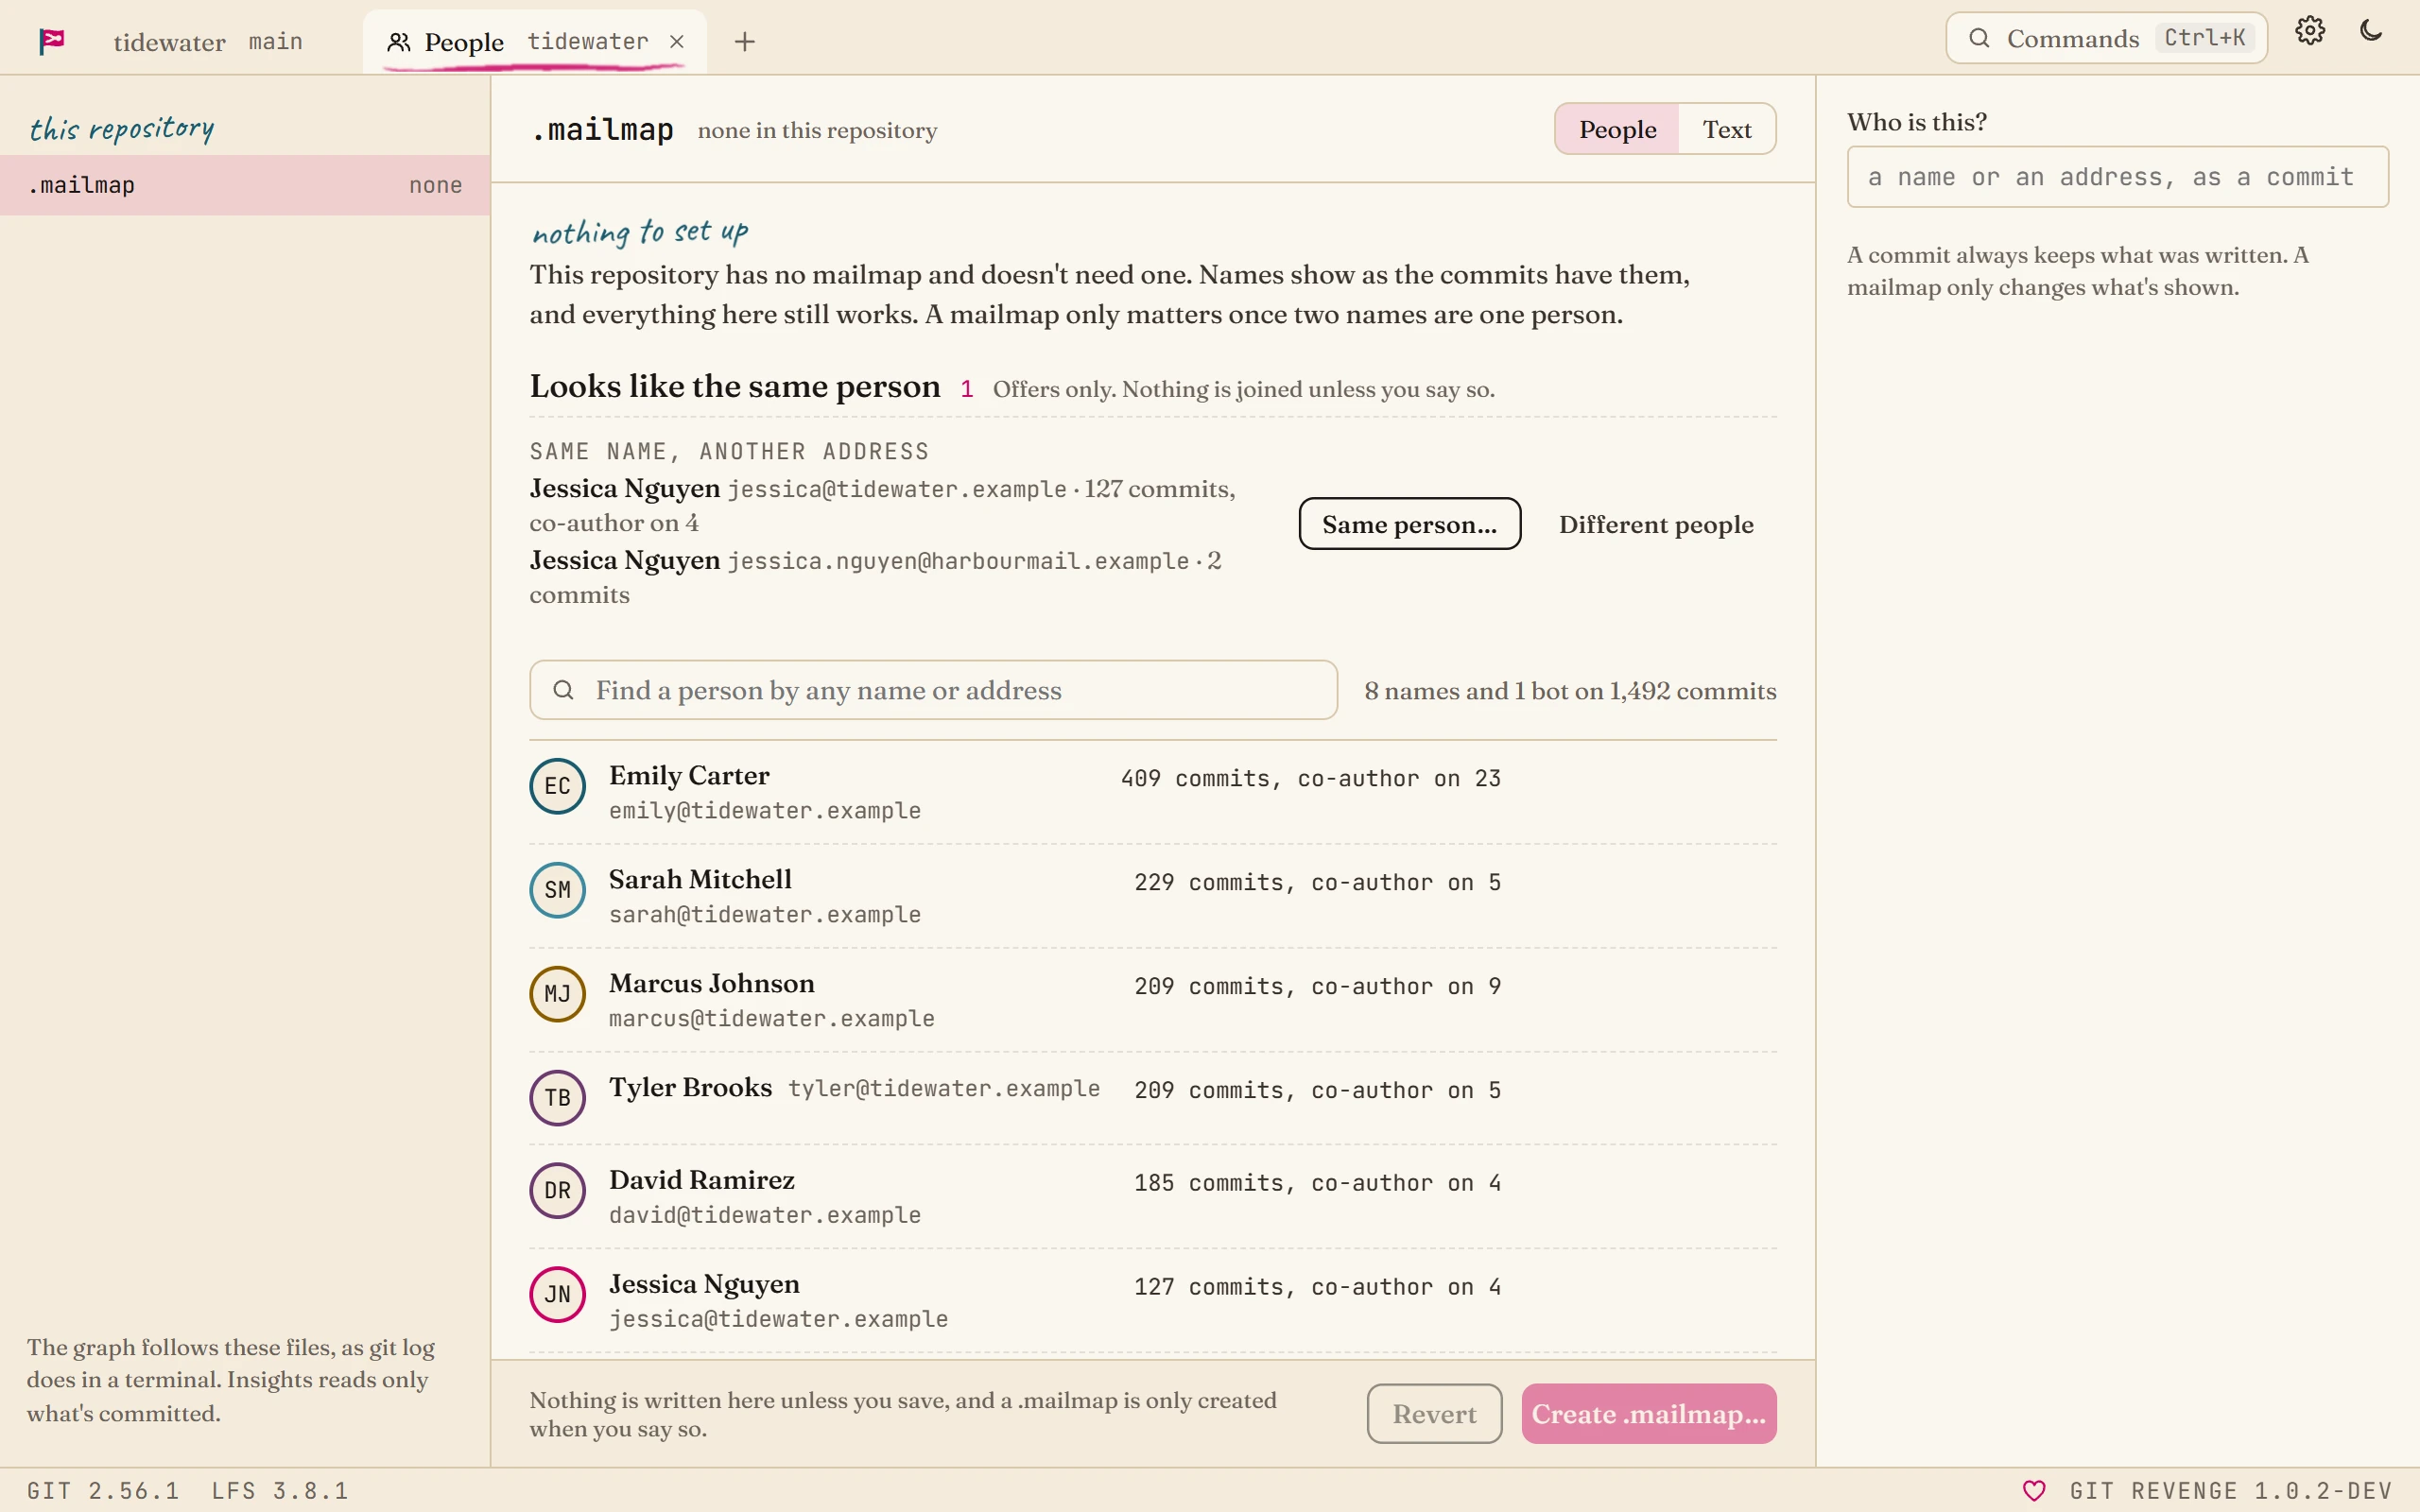 tidewater main
People tidewater
Commands Ctrl+K
this repository
.mailmap none
The graph follows these files, as git log
does in a terminal. Insights reads only
what's committed.
.mailmap none in this repository
People Text
nothing to set up
This repository has no mailmap and doesn't need one. Names show as the commits have them,
and everything here still works. A mailmap only matters once two names are one person.
Looks like the same person 1 Offers only. Nothing is joined unless you say so.
SAME NAME, ANOTHER ADDRESS
Jessica Nguyen jessica@tidewater.example · 127 commits,
co-author on 4
Jessica Nguyen jessica.nguyen@harbourmail.example · 2
commits
Same person... Different people
Find a person by any name or address
8 names and 1 bot on 1,492 commits
EC Emily Carter 409 commits, co-author on 23
emily@tidewater.example
SM Sarah Mitchell 229 commits, co-author on 5
sarah@tidewater.example
MJ Marcus Johnson 209 commits, co-author on 9
marcus@tidewater.example
TB Tyler Brooks tyler@tidewater.example 209 commits, co-author on 5
DR David Ramirez 185 commits, co-author on 4
david@tidewater.example
JN Jessica Nguyen 127 commits, co-author on 4
jessica@tidewater.example
Nothing is written here unless you save, and a .mailmap is only created
when you say so.
Revert Create .mailmap...
Who is this?
a name or an address, as a commit
A commit always keeps what was written. A
mailmap only changes what's shown.
GIT 2.56.1 LFS 3.8.1
GIT REVENGE 1.0.2-DEV